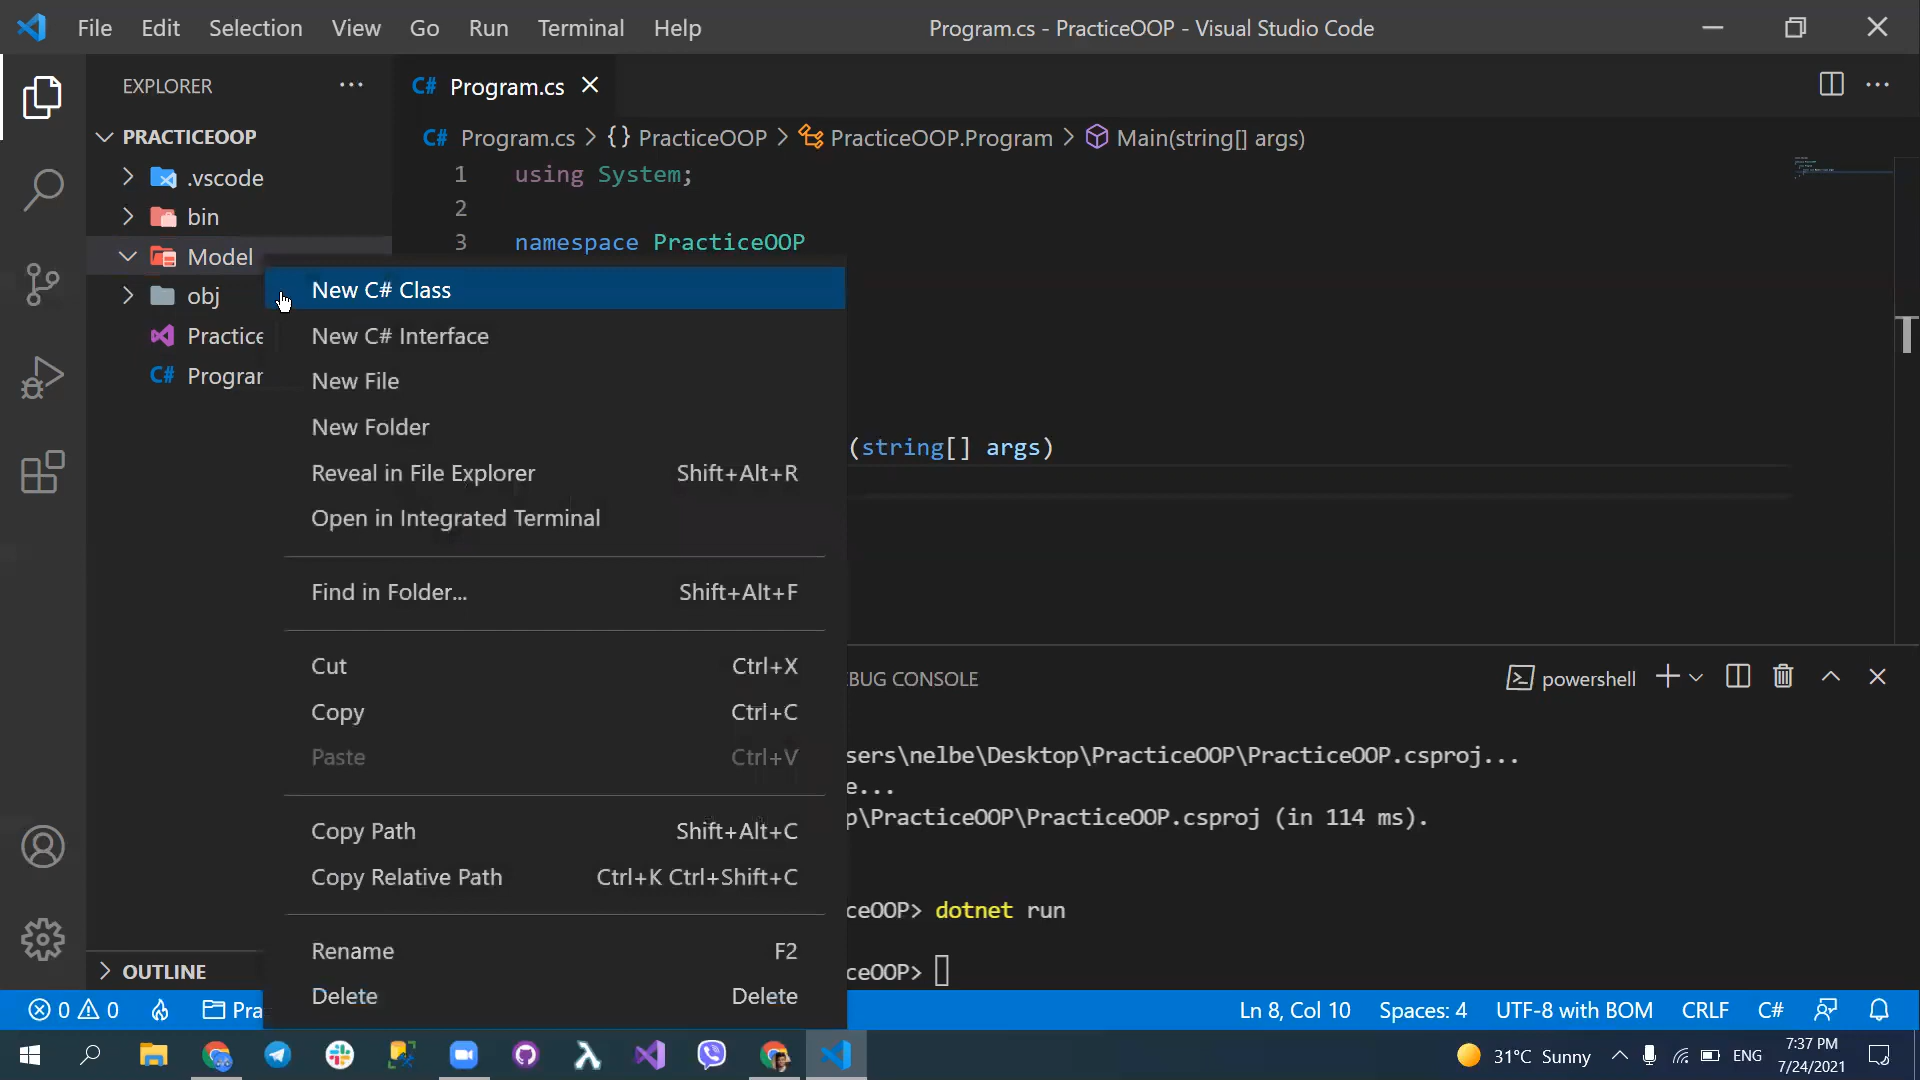 File Edit Selection View Go Run Terminal Help
Program.cs - PracticeOOP - Visual Studio Code
EXPLORER
PRACTICEOOP
.vscode
bin
Model
obj
Practice
Program
OUTLINE
C# Program.cs
C# Program.cs > {} PracticeOOP > PracticeOOP.Program > Main(string[] args)
1 using System;
2
3 namespace PracticeOOP
(string[] args)
New C# Class
New C# Interface
New File
New Folder
Reveal in File Explorer Shift+Alt+R
Open in Integrated Terminal
Find in Folder... Shift+Alt+F
Cut Ctrl+X
Copy Ctrl+C
Paste Ctrl+V
Copy Path Shift+Alt+C
Copy Relative Path Ctrl+K Ctrl+Shift+C
Rename F2
Delete Delete
BUG CONSOLE
powershell
sers\nelbe\Desktop\PracticeOOP\PracticeOOP.csproj...
e...
p\PracticeOOP\PracticeOOP.csproj (in 114 ms).
ceOOP> dotnet run
ceOOP>
0 0 Pra
Ln 8, Col 10 Spaces: 4 UTF-8 with BOM CRLF C#
31°C Sunny ENG
7:37 PM
7/24/2021